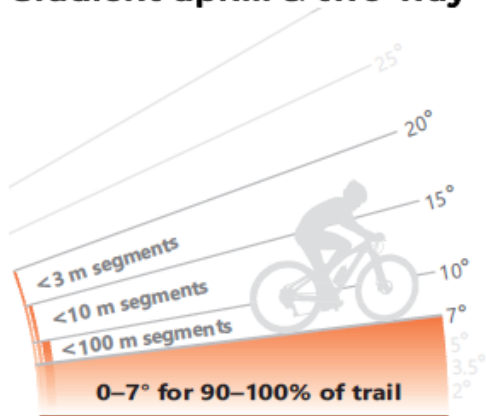 25°
20°
15°
<3 m segments
10°
<10 m segments
7°
<100 m segments
5°
3.5°
2°
0–7° for 90–100% of trail